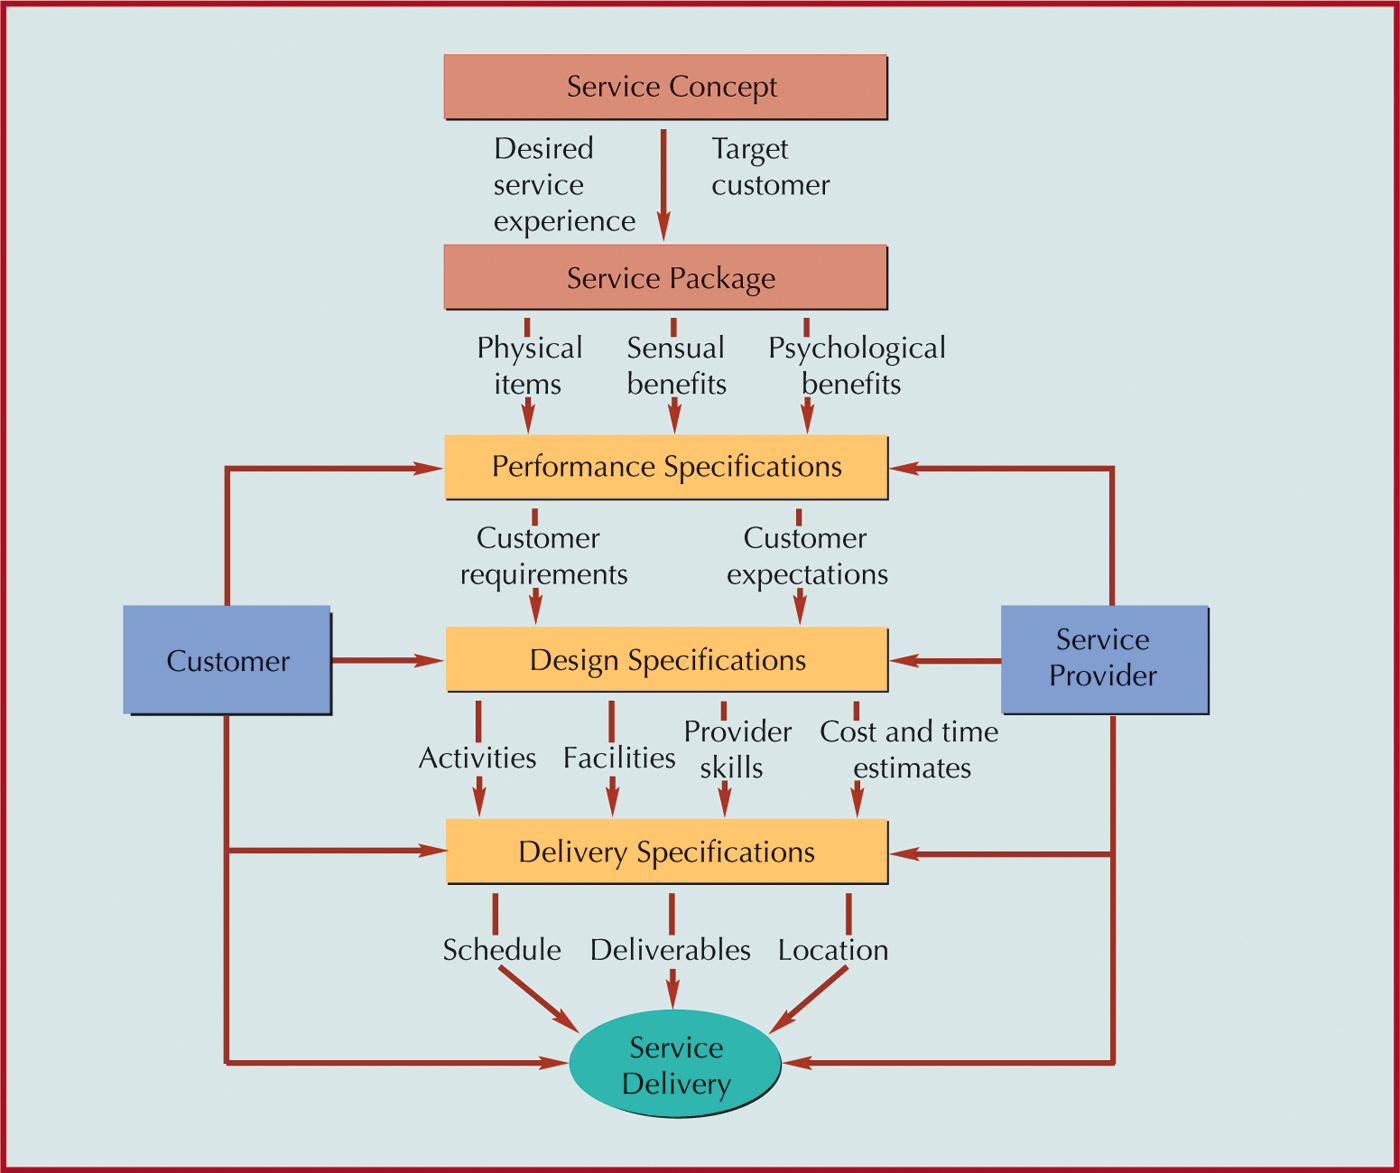 Service Concept
Desired
service
experience
Target
customer
Service Package
Physical
items
Sensual
benefits
Psychological
benefits
Performance Specifications
Customer
requirements
Customer
expectations
Customer
Design Specifications
Service
Provider
Activities
Facilities
Provider
skills
Cost and time
estimates
Delivery Specifications
Schedule
Deliverables
Location
Service
Delivery